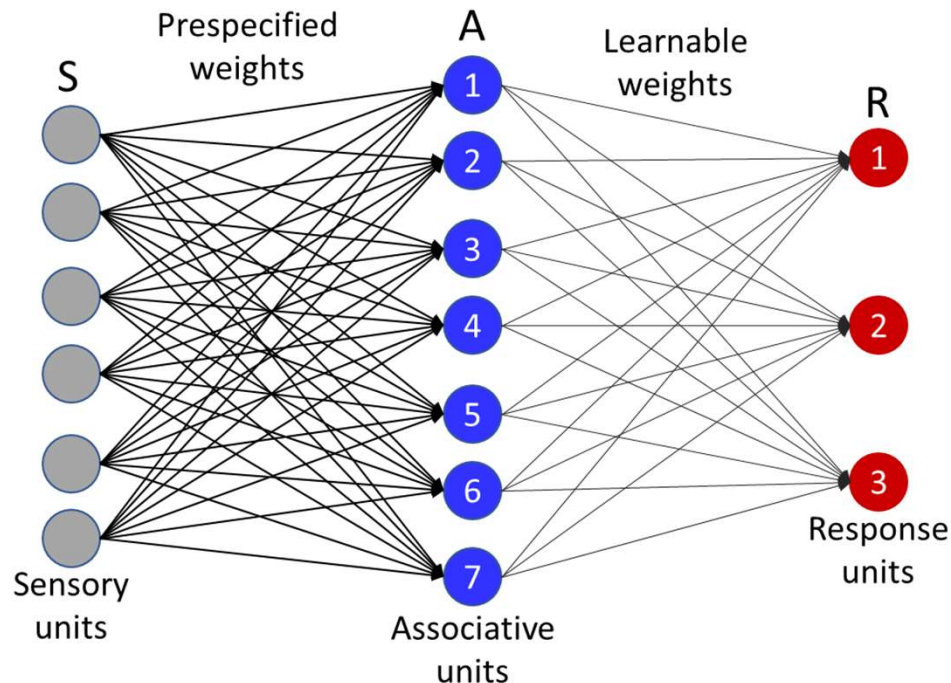 Prespecified
weights
A
Learnable
weights
S
R
1
2
3
4
5
6
7
1
2
3
Sensory
units
Associative
units
Response
units